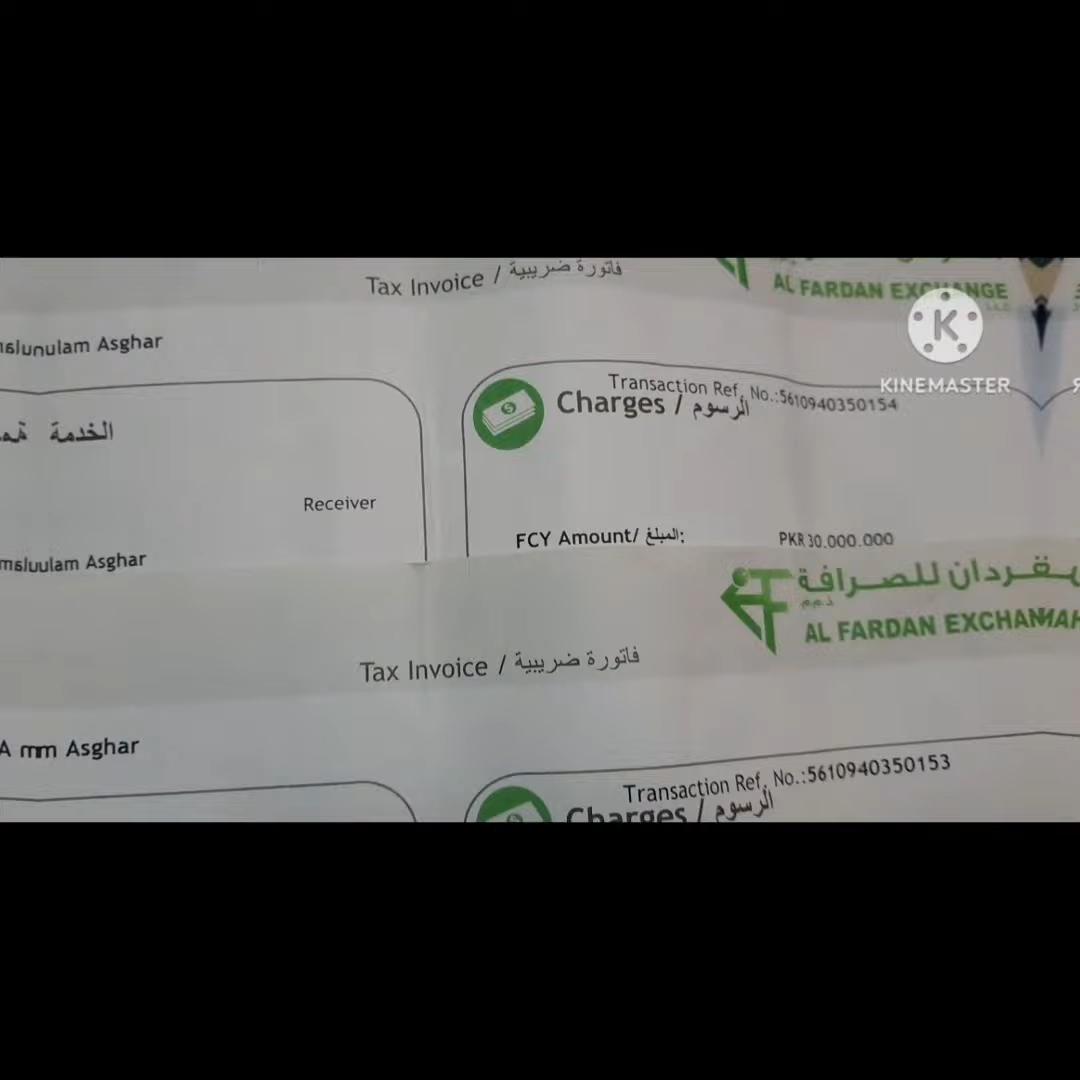 Tax Invoice / فاتورة ضريبية
AL FARDAN EXCHANGE
KINEMASTER
Asghar
Transaction Ref. No.:5610940350154
Charges / الرسوم
الخدمة
Receiver
FCY Amount/ المبلغ:
PKR 30.000.000
Asghar
للصرافة
ذ.م.م
AL FARDAN
Tax Invoice / فاتورة ضريبية
Asghar
Transaction Ref. No.:5610940350153
Charges / الرسوم